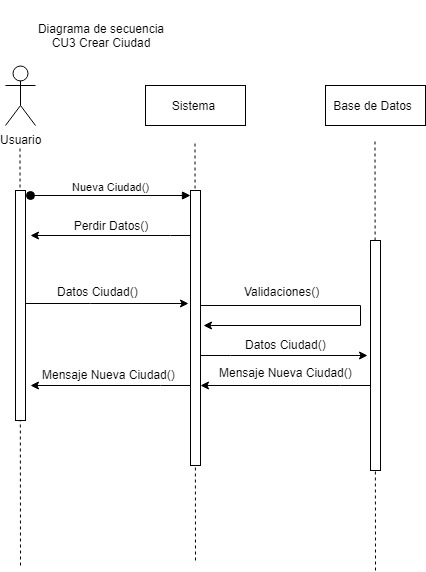 Diagrama de secuencia
CU3 Crear Ciudad
Usuario
Sistema
Base de Datos
Nueva Ciudad()
Perdir Datos()
Datos Ciudad()
Validaciones()
Datos Ciudad()
Mensaje Nueva Ciudad()
Mensaje Nueva Ciudad()